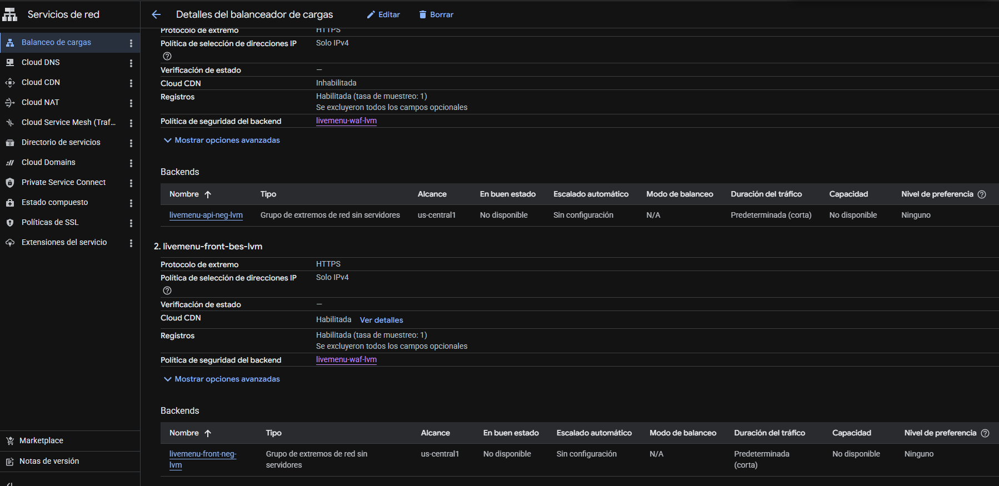 Servicios de red
Detalles del balanceador de cargas
Editar
Borrar
Balanceo de cargas
Cloud DNS
Cloud CDN
Cloud NAT
Cloud Service Mesh (Traf...
Directorio de servicios
Cloud Domains
Private Service Connect
Estado compuesto
Políticas de SSL
Extensiones del servicio
Marketplace
Notas de versión
Protocolo de extremo HTTPS
Política de selección de direcciones IP Solo IPv4
Verificación de estado —
Cloud CDN Inhabilitada
Registros Habilitada (tasa de muestreo: 1)
Se excluyeron todos los campos opcionales
Política de seguridad del backend livemenu-waf-lvm
Mostrar opciones avanzadas
Backends
Nombre Tipo Alcance En buen estado Escalado automático Modo de balanceo Duración del tráfico Capacidad Nivel de preferencia
livemenu-api-neg-lvm Grupo de extremos de red sin servidores us-central1 No disponible Sin configuración N/A Predeterminada (corta) No disponible Ninguno
2. livemenu-front-bes-lvm
Protocolo de extremo HTTPS
Política de selección de direcciones IP Solo IPv4
Verificación de estado —
Cloud CDN Habilitada Ver detalles
Registros Habilitada (tasa de muestreo: 1)
Se excluyeron todos los campos opcionales
Política de seguridad del backend livemenu-waf-lvm
Mostrar opciones avanzadas
Backends
Nombre Tipo Alcance En buen estado Escalado automático Modo de balanceo Duración del tráfico Capacidad Nivel de preferencia
livemenu-front-neg- Grupo de extremos de red sin us-central1 No disponible Sin configuración N/A Predeterminada No disponible Ninguno
lvm servidores (corta)